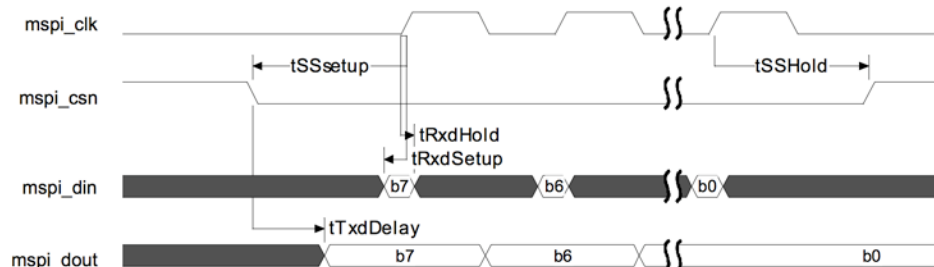 mspi_clk
tSSsetup
tSSHold
mspi_csn
tRxdHold
tRxdSetup
mspi_din b7 b6 b0
tTxdDelay
mspi_dout b7 b6 b0